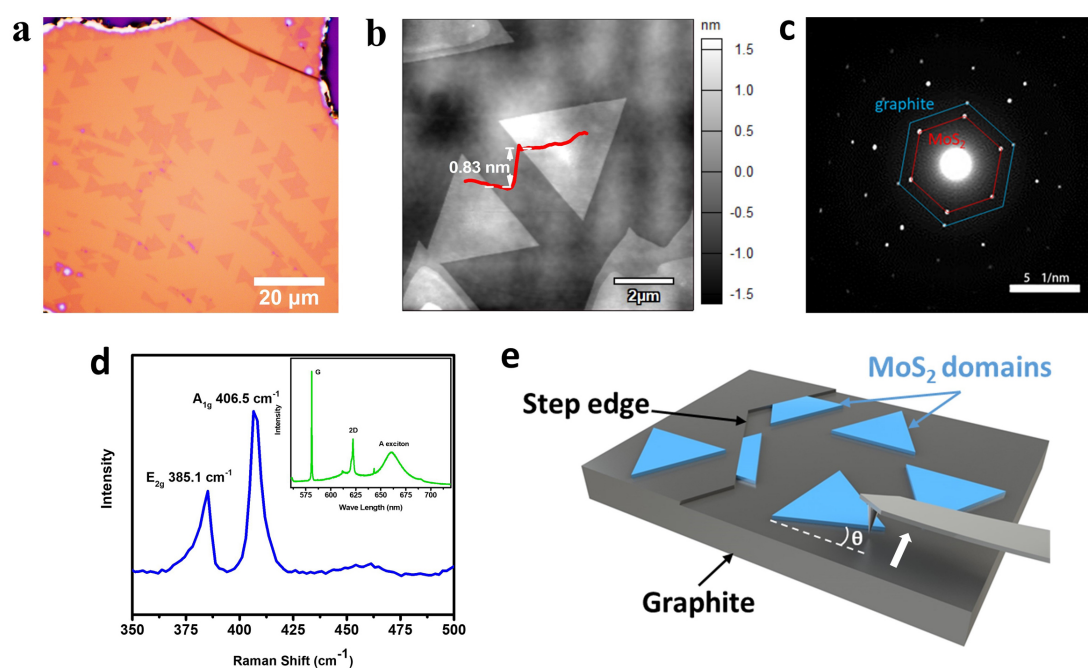 a
20 µm
b
0.83 nm
2µm
nm
1.5
1.0
0.5
0.0
-0.5
-1.0
-1.5
c
graphite
MoS₂
5 1/nm
d
A₁g 406.5 cm⁻¹
E₂g 385.1 cm⁻¹
Intensity
350 375 400 425 450 475 500
Raman Shift (cm⁻¹)
G
2D
A exciton
Intensity
575 600 625 650 675 700
Wave Length (nm)
e
MoS₂ domains
Step edge
θ
Graphite